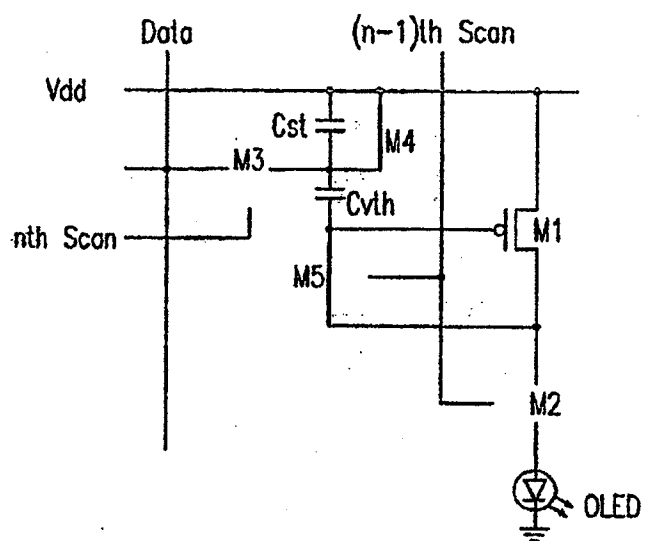 Data
(n-1)th Scan
Vdd
Cst
M4
M3
Cvth
nth Scan
M1
M5
M2
OLED